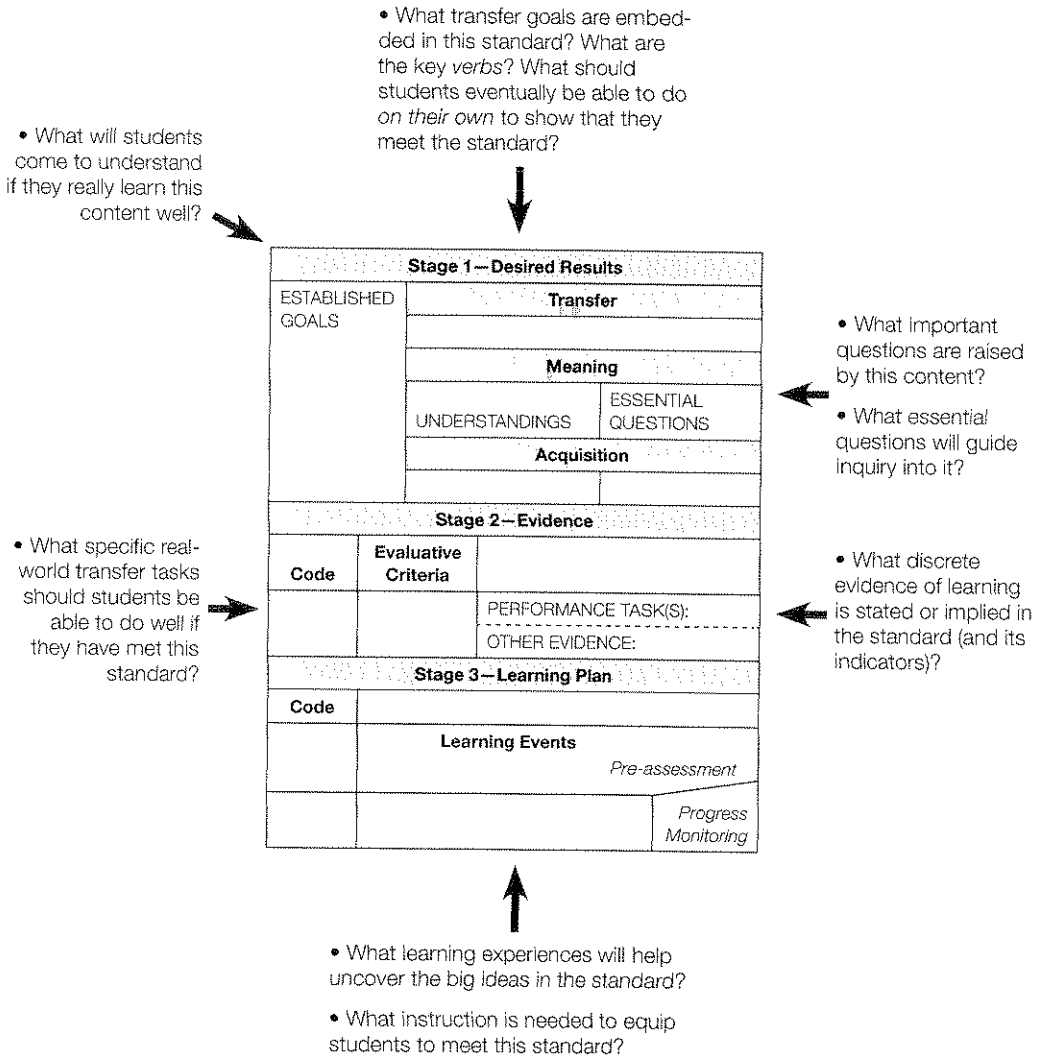 • What transfer goals are embed-
ded in this standard? What are
the key verbs? What should
students eventually be able to do
on their own to show that they
meet the standard?
• What will students
come to understand
if they really learn this
content well?
Stage 1—Desired Results
ESTABLISHED
GOALS
Transfer
Meaning
UNDERSTANDINGS
ESSENTIAL
QUESTIONS
Acquisition
• What important
questions are raised
by this content?
• What essential
questions will guide
inquiry into it?
Stage 2—Evidence
Code
Evaluative
Criteria
PERFORMANCE TASK(S):
OTHER EVIDENCE:
• What specific real-
world transfer tasks
should students be
able to do well if
they have met this
standard?
• What discrete
evidence of learning
is stated or implied in
the standard (and its
indicators)?
Stage 3—Learning Plan
Code
Learning Events
Pre-assessment
Progress
Monitoring
• What learning experiences will help
uncover the big ideas in the standard?
• What instruction is needed to equip
students to meet this standard?